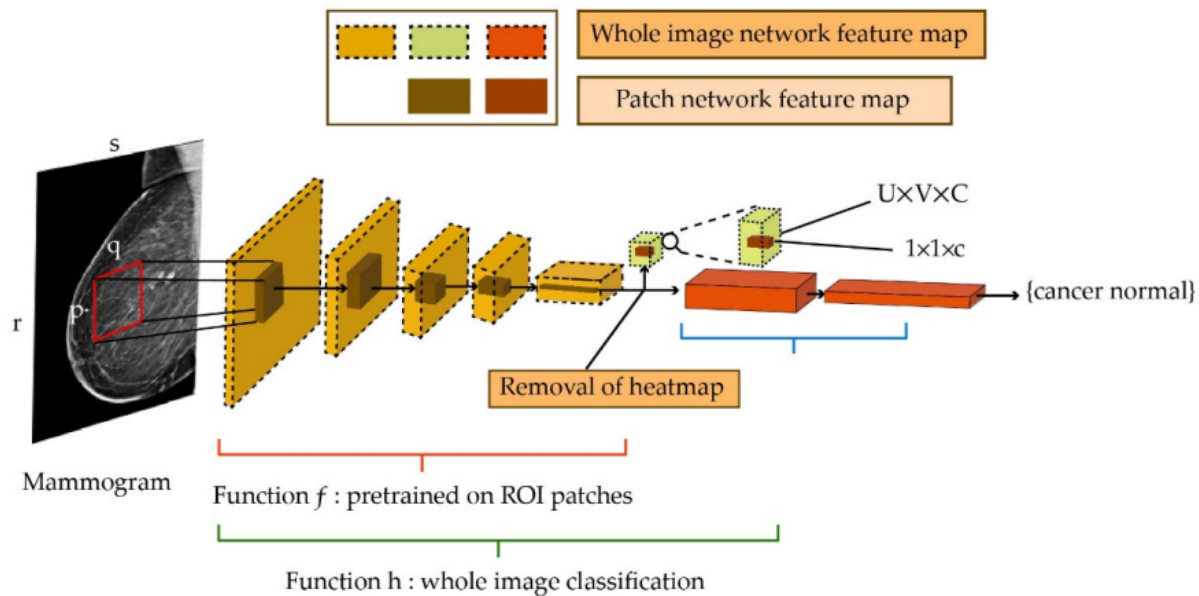 Whole image network feature map
Patch network feature map
s
q
p-
r
U×V×C
1×1×c
{cancer normal}
Removal of heatmap
Mammogram
Function f : pretrained on ROI patches
Function h : whole image classification